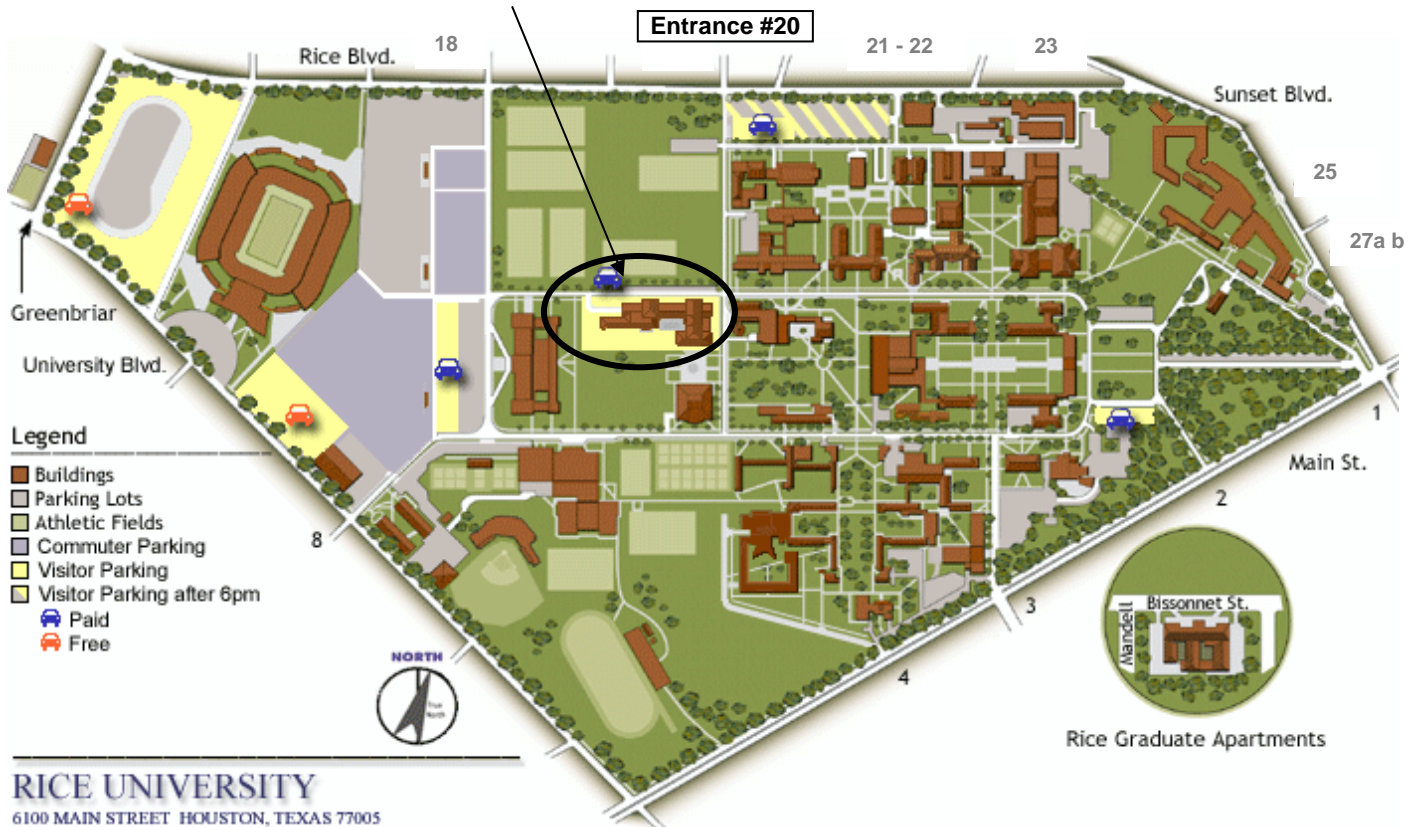 Entrance #20
18
21 - 22
23
Rice Blvd.
Sunset Blvd.
25
27a b
Greenbriar
University Blvd.
1
Main St.
2
Legend
Buildings
Parking Lots
Athletic Fields
Commuter Parking
Visitor Parking
Visitor Parking after 6pm
Paid
Free
8
3
4
Bissonnet St.
Mandell
Rice Graduate Apartments
NORTH
True
North
RICE UNIVERSITY
6100 MAIN STREET HOUSTON, TEXAS 77005